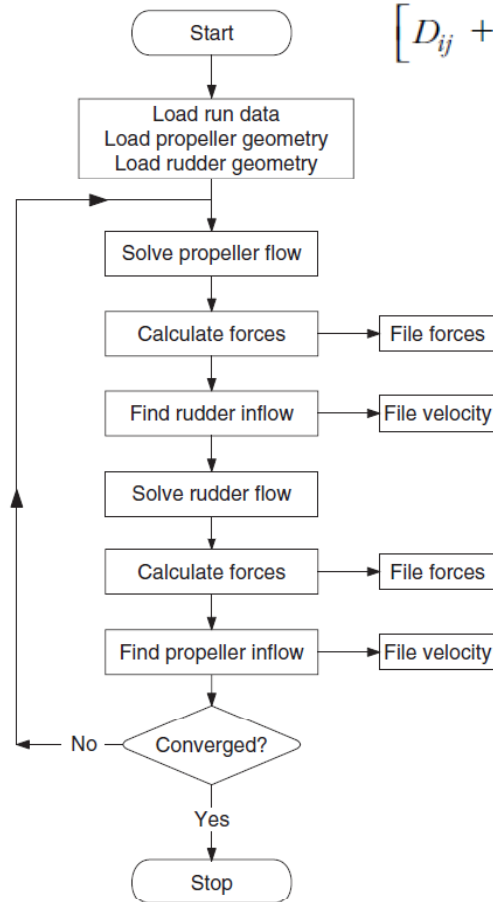 Start
[D_{ij} +
Load run data
Load propeller geometry
Load rudder geometry
Solve propeller flow
Calculate forces
File forces
Find rudder inflow
File velocity
Solve rudder flow
Calculate forces
File forces
Find propeller inflow
File velocity
No
Converged?
Yes
Stop